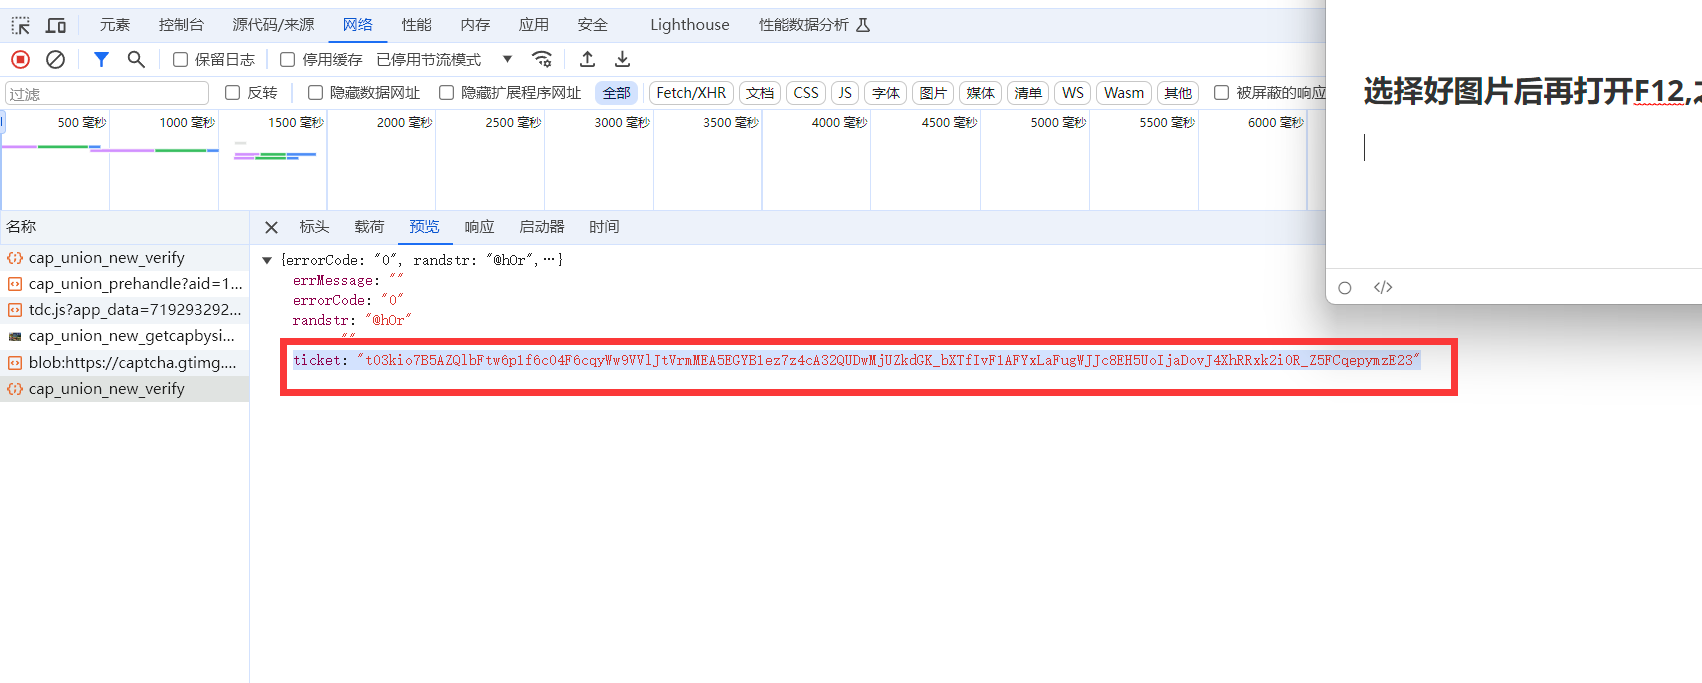 元素 控制台 源代码/来源 网络 性能 内存 应用 安全 Lighthouse 性能数据分析
保留日志 停用缓存 已停用节流模式
过滤 反转 隐藏数据网址 隐藏扩展程序网址 全部 Fetch/XHR 文档 CSS JS 字体 图片 媒体 清单 WS Wasm 其他 被屏蔽的响应
500 毫秒 1000 毫秒 1500 毫秒 2000 毫秒 2500 毫秒 3000 毫秒 3500 毫秒 4000 毫秒 4500 毫秒 5000 毫秒 5500 毫秒 6000 毫秒
选择好图片后再打开F12,
名称
cap_union_new_verify
cap_union_prehandle?aid=1...
tdc.js?app_data=719293292...
cap_union_new_getcapbysi...
blob:https://captcha.gtimg....
cap_union_new_verify
标头 载荷 预览 响应 启动器 时间
{errorCode: "0", randstr: "@hOr",…}
errMessage: ""
errorCode: "0"
randstr: "@hOr"
ticket: "t03kio7B5AZQlbFtw6p1f6c04F6cqyWw9VVlJtVrmMEA5EGYB1ez7z4cA32QUDwMjUZkdGK_bXTfIvF1AFYxLaFugWJJc8EH5UoIjaDovJ4XhRRxk2i0R_Z5FCqepymzE23"